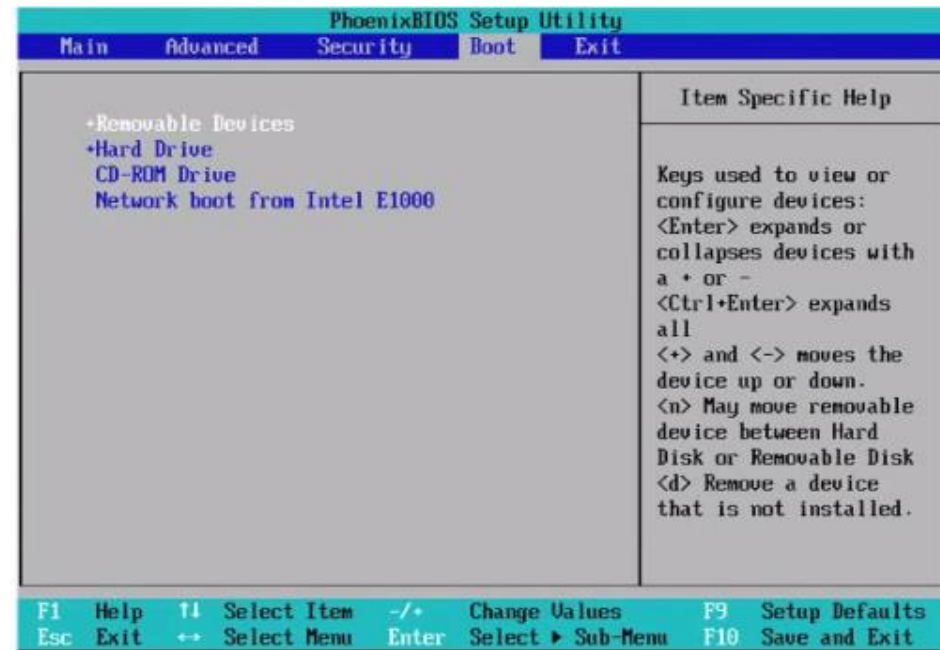 PhoenixBIOS Setup Utility
Main Advanced Security Boot Exit
+Removable Devices
+Hard Drive
CD-ROM Drive
Network boot from Intel E1000
Item Specific Help
Keys used to view or
configure devices:
<Enter> expands or
collapses devices with
a + or -
<Ctrl+Enter> expands
all
<+> and <-> moves the
device up or down.
<n> May move removable
device between Hard
Disk or Removable Disk
<d> Remove a device
that is not installed.
F1 Help ↑↓ Select Item -/+ Change Values F9 Setup Defaults
Esc Exit ↔ Select Menu Enter Select ▶ Sub-Menu F10 Save and Exit